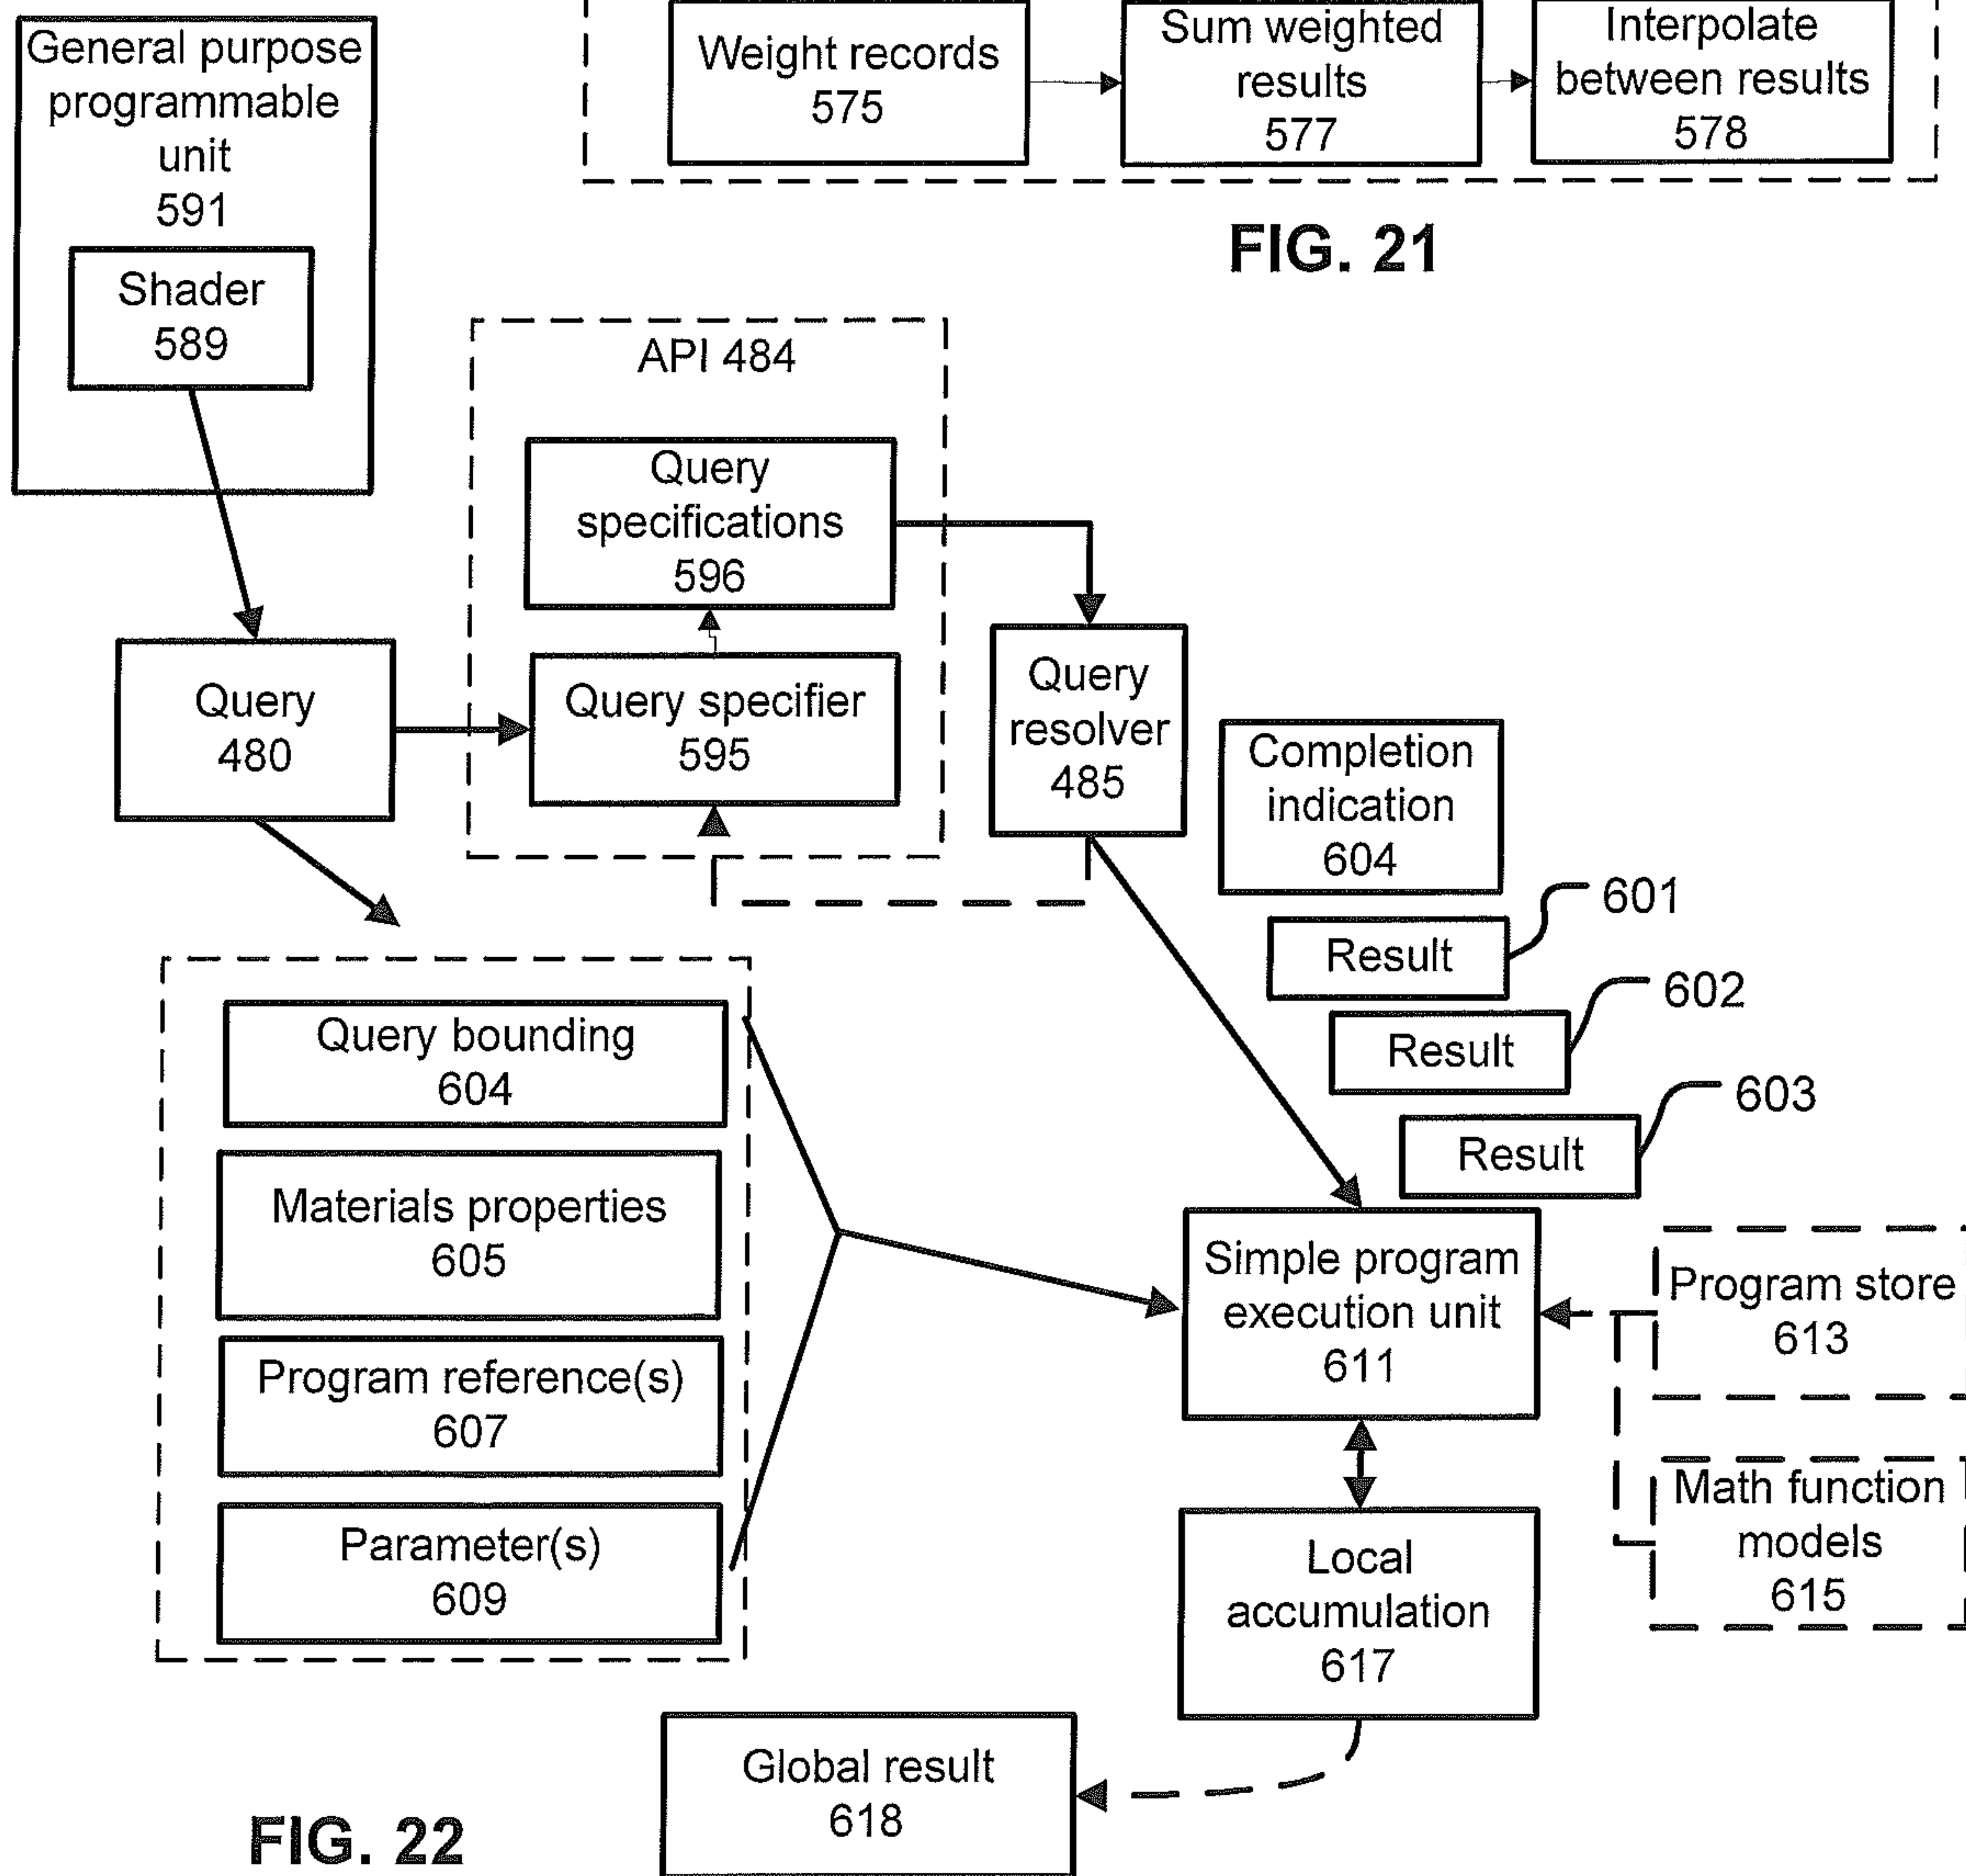 General purpose
programmable
unit
591
Shader
589
Weight records
575
Sum weighted
results
577
Interpolate
between results
578
FIG. 21
API 484
Query
specifications
596
Query
480
Query specifier
595
Query
resolver
485
Completion
indication
604
601
Result
602
Result
603
Result
Query bounding
604
Materials properties
605
Program reference(s)
607
Parameter(s)
609
Simple program
execution unit
611
Program store
613
Math function
models
615
Local
accumulation
617
Global result
618
FIG. 22